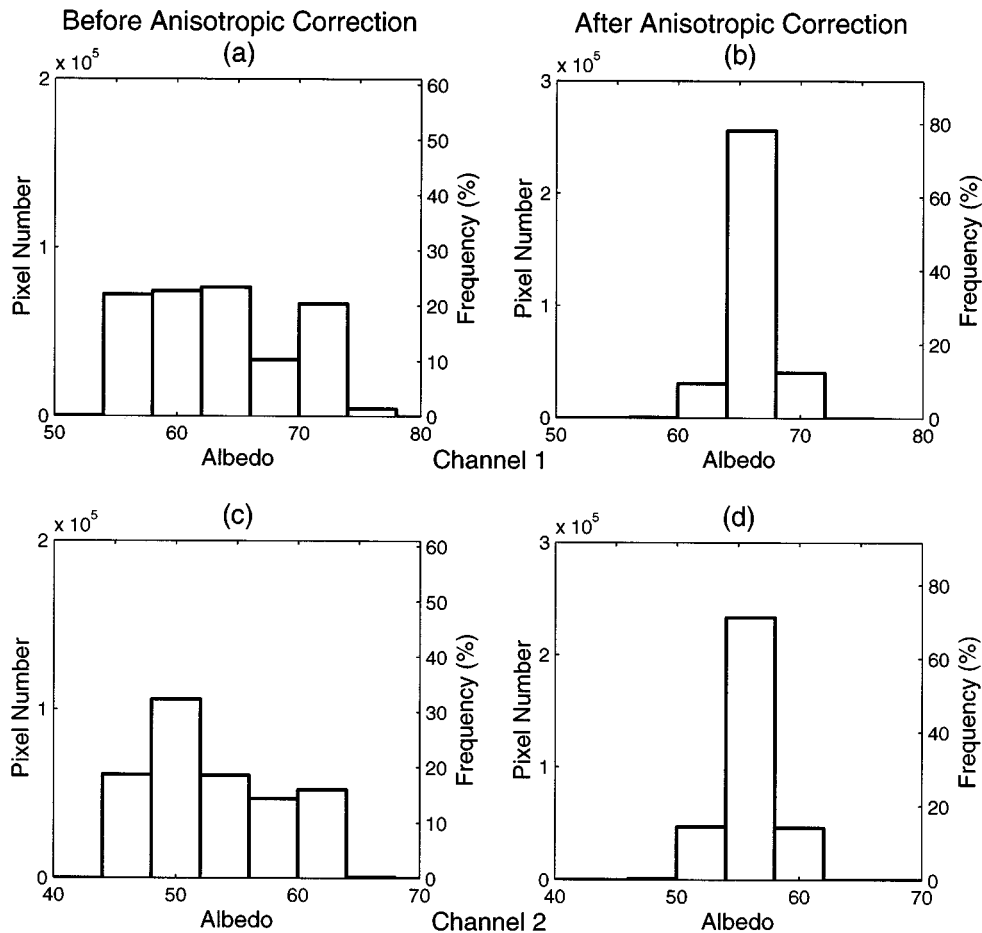 Before Anisotropic Correction
After Anisotropic Correction
(a)
x 10^5
2
1
0
Pixel Number
60
50
40
30
20
10
0
Frequency (%)
50 60 70 80
Albedo
(b)
x 10^5
3
2
1
0
Pixel Number
80
60
40
20
0
Frequency (%)
50 60 70 80
Albedo
Channel 1
(c)
x 10^5
2
1
0
Pixel Number
60
50
40
30
20
10
0
Frequency (%)
40 50 60 70
Albedo
(d)
x 10^5
3
2
1
0
Pixel Number
80
60
40
20
0
Frequency (%)
40 50 60 70
Albedo
Channel 2